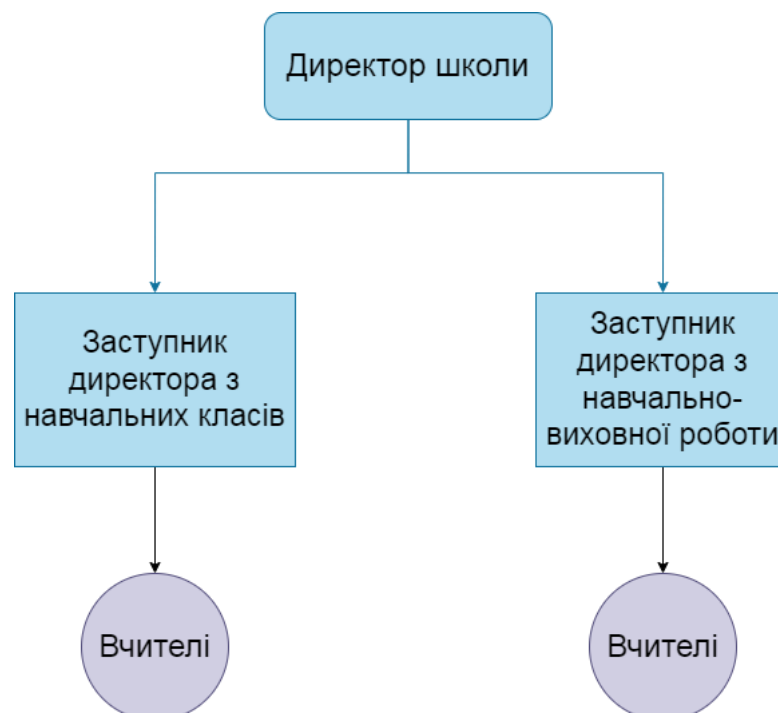 Директор школи
Заступник
директора з
навчальних класів
Заступник
директора з
навчально-
виховної роботи
Вчителі
Вчителі